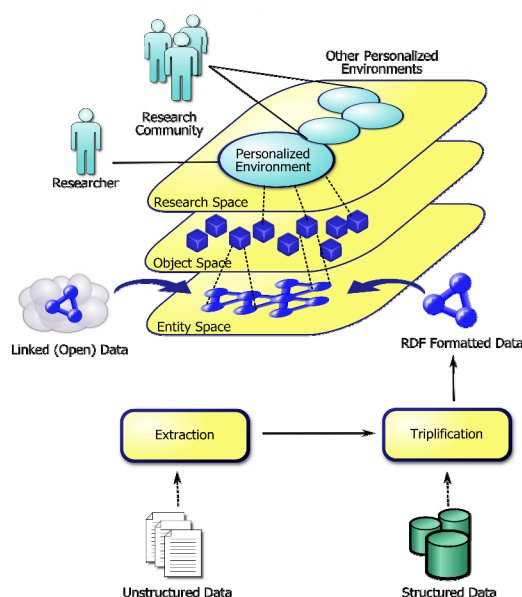 Other Personalized
Environments
Research
Community
Personalized
Environment
Researcher
Research Space
Object Space
Entity Space
Linked (Open) Data
RDF Formatted Data
Extraction
Triplification
Unstructured Data
Structured Data